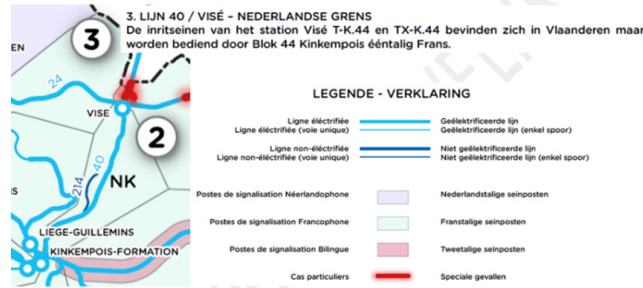 3. LIJN 40 / VISÉ – NEDERLANDSE GRENS
De inritseinen van het station Visé T-K.44 en TX-K.44 bevinden zich in Vlaanderen maar
worden bediend door Blok 44 Kinkempois ééntalig Frans.
EN
3
24
VISÉ
2
40
214
NK
LIEGE-GUILLEMINS
KINKEMPOIS-FORMATION
LEGENDE - VERKLARING
Ligne éléctrifiée Geëlektrificeerde lijn
Ligne éléctrifiée (voie unique) Geëlektrificeerde lijn (enkel spoor)
Ligne non-éléctrifiée Niet geëlektrificeerde lijn
Ligne non-éléctrifiée (voie unique) Niet geëlektrificeerde lijn (enkel spoor)
Postes de signalisation Néerlandophone Nederlandstalige seinposten
Postes de signalisation Francophone Franstalige seinposten
Postes de signalisation Bilingue Tweetalige seinposten
Cas particuliers Speciale gevallen